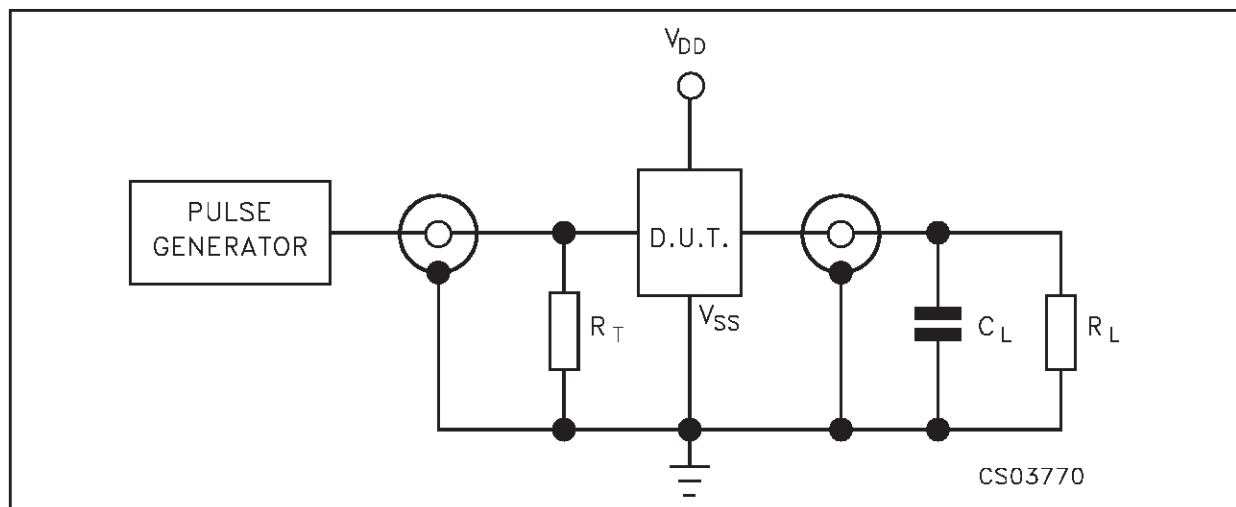 VDD
PULSE
GENERATOR
D.U.T.
VSS
RT
CL
RL
CS03770